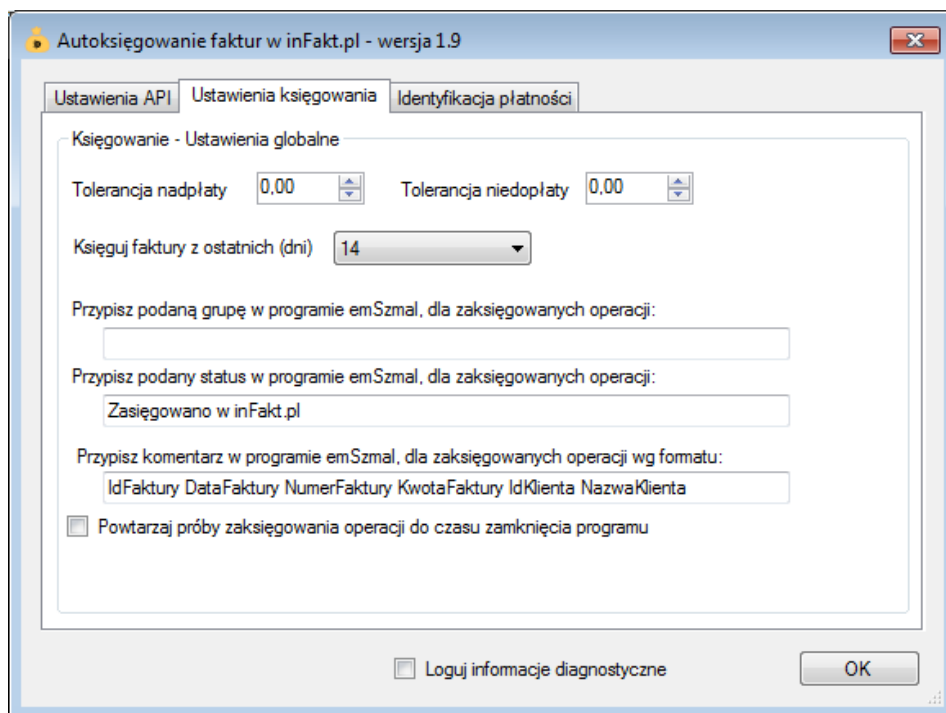 Autoksięgowanie faktur w inFakt.pl - wersja 1.9
Ustawienia API Ustawienia księgowania Identyfikacja płatności
Księgowanie - Ustawienia globalne
Tolerancja nadpłaty 0,00 Tolerancja niedopłaty 0,00
Księguj faktury z ostatnich (dni) 14
Przypisz podaną grupę w programie emSzmal, dla zaksięgowanych operacji:
Przypisz podany status w programie emSzmal, dla zaksięgowanych operacji:
Zasięgowano w inFakt.pl
Przypisz komentarz w programie emSzmal, dla zaksięgowanych operacji wg formatu:
IdFaktury DataFaktury NumerFaktury KwotaFaktury IdKlienta NazwaKlienta
Powtarzaj próby zaksięgowania operacji do czasu zamknięcia programu
Loguj informacje diagnostyczne OK